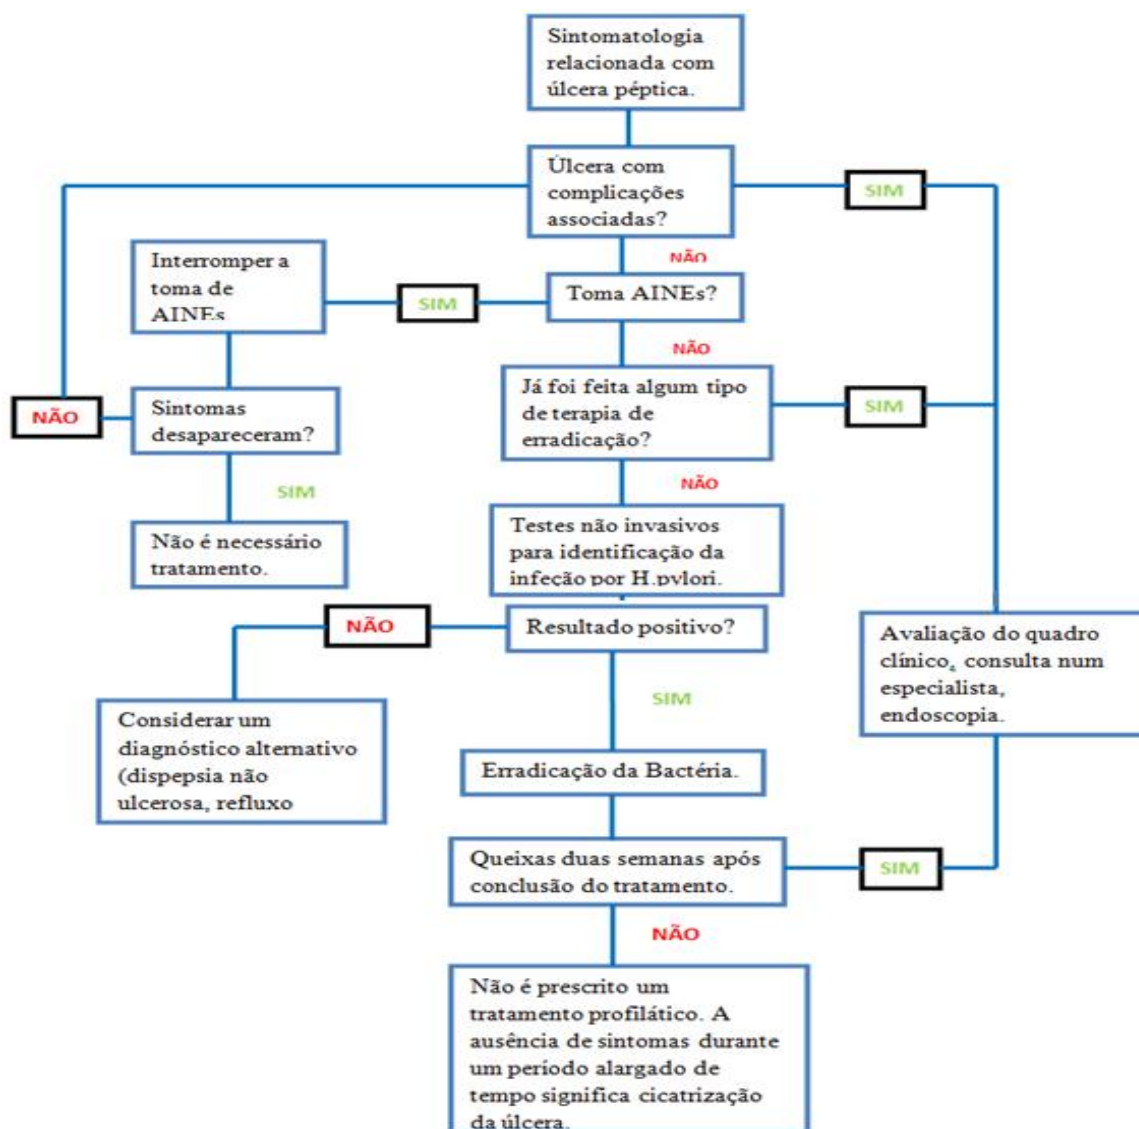 Sintomatologia
relacionada com
úlcera péptica.
Úlcera com
complicações
associadas?
SIM
NÃO
Interromper a
toma de
AINEs
SIM
Toma AINEs?
NÃO
NÃO
Sintomas
desapareceram?
Já foi feita algum tipo
de terapia de
erradicação?
SIM
SIM
NÃO
Não é necessário
tratamento.
Testes não invasivos
para identificação da
infeção por H.pylori.
NÃO
Resultado positivo?
Avaliação do quadro
clínico, consulta num
especialista,
endoscopia.
SIM
Considerar um
diagnóstico alternativo
(dispepsia não
ulcerosa, refluxo
Erradicação da Bactéria.
Queixas duas semanas após
conclusão do tratamento.
SIM
NÃO
Não é prescrito um
tratamento profilático. A
ausência de sintomas durante
um período alargado de
tempo significa cicatrização
da úlcera.